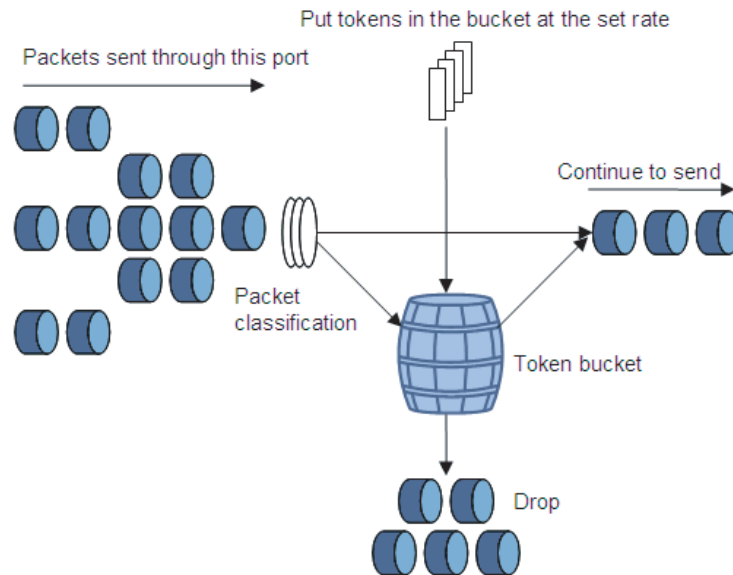 Put tokens in the bucket at the set rate
Packets sent through this port
Continue to send
Packet
classification
Token bucket
Drop